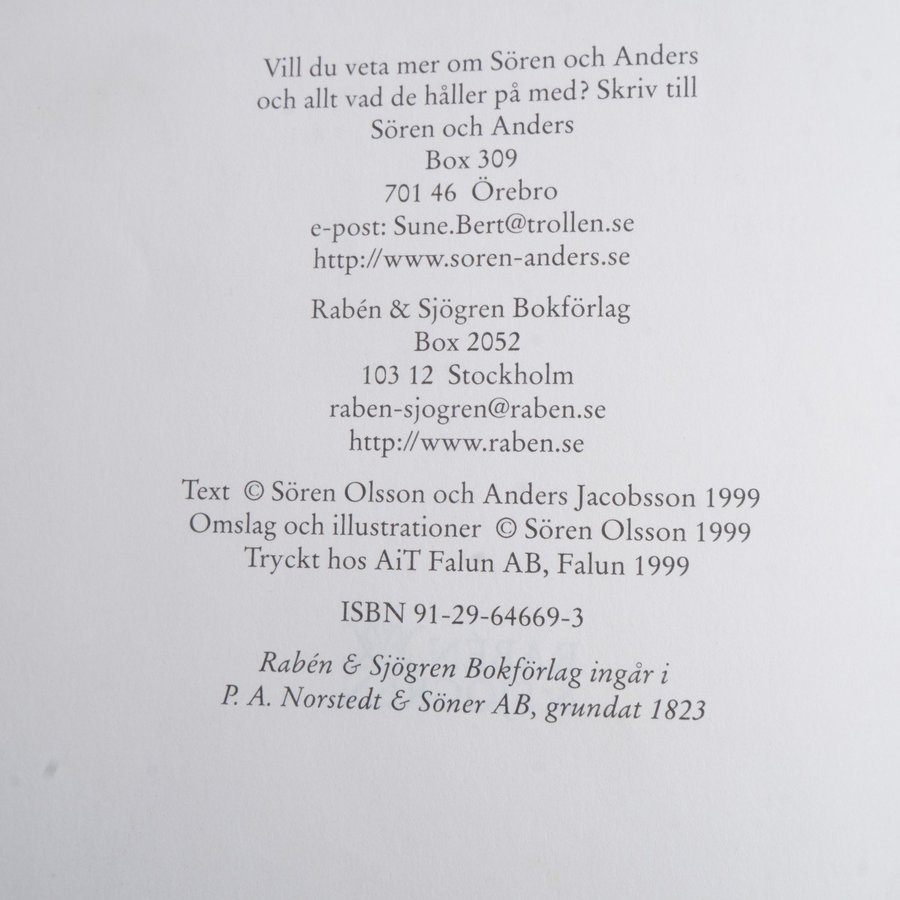 Vill du veta mer om Sören och Anders
och allt vad de håller på med? Skriv till
Sören och Anders
Box 309
701 46 Örebro
e-post: Sune.Bert@trollen.se
http://www.soren-anders.se
Rabén & Sjögren Bokförlag
Box 2052
103 12 Stockholm
raben-sjogren@raben.se
http://www.raben.se
Text © Sören Olsson och Anders Jacobsson 1999
Omslag och illustrationer © Sören Olsson 1999
Tryckt hos AiT Falun AB, Falun 1999
ISBN 91-29-64669-3
Rabén & Sjögren Bokförlag ingår i
P. A. Norstedt & Söner AB, grundat 1823